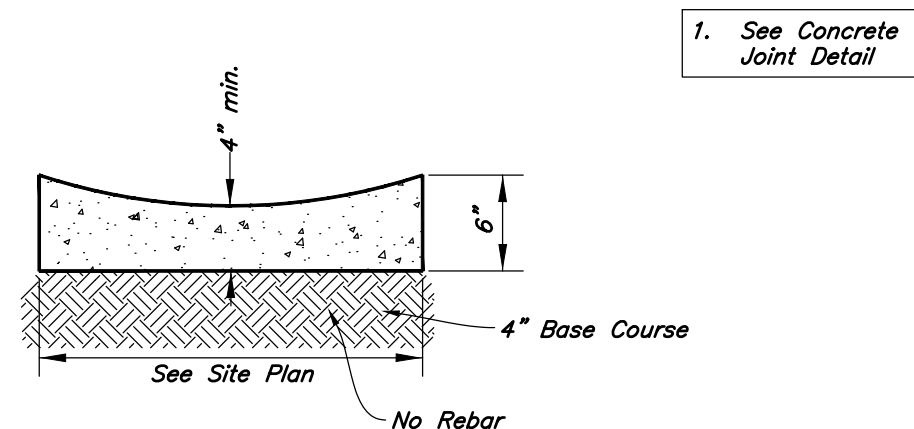 1. See Concrete
Joint Detail
4" min.
6"
4" Base Course
See Site Plan
No Rebar